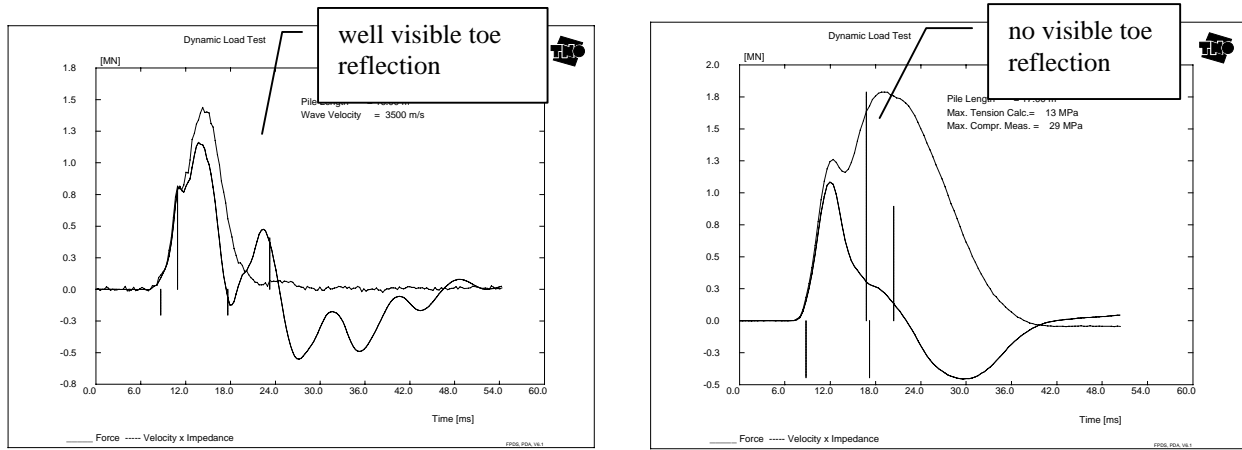 well visible toe
reflection
Dynamic Load Test
TNO
[MN]
Wave Velocity = 3500 m/s
1.8
1.5
1.3
1.0
0.8
0.5
0.3
0.0
-0.3
-0.5
-0.8
0.0 6.0 12.0 18.0 24.0 30.0 36.0 42.0 48.0 54.0 60.0
Time [ms]
_____ Force ----- Velocity x Impedance
FPDS, PDA, V6.1
no visible toe
reflection
Dynamic Load Test
TNO
[MN]
Pile Length
Max. Tension Calc.= 13 MPa
Max. Compr. Meas. = 29 MPa
2.0
1.8
1.5
1.3
1.0
0.8
0.5
0.3
0.0
-0.3
-0.5
0.0 6.0 12.0 18.0 24.0 30.0 36.0 42.0 48.0 54.0 60.0
Time [ms]
_____ Force ----- Velocity x Impedance
FPDS, PDA, V6.1